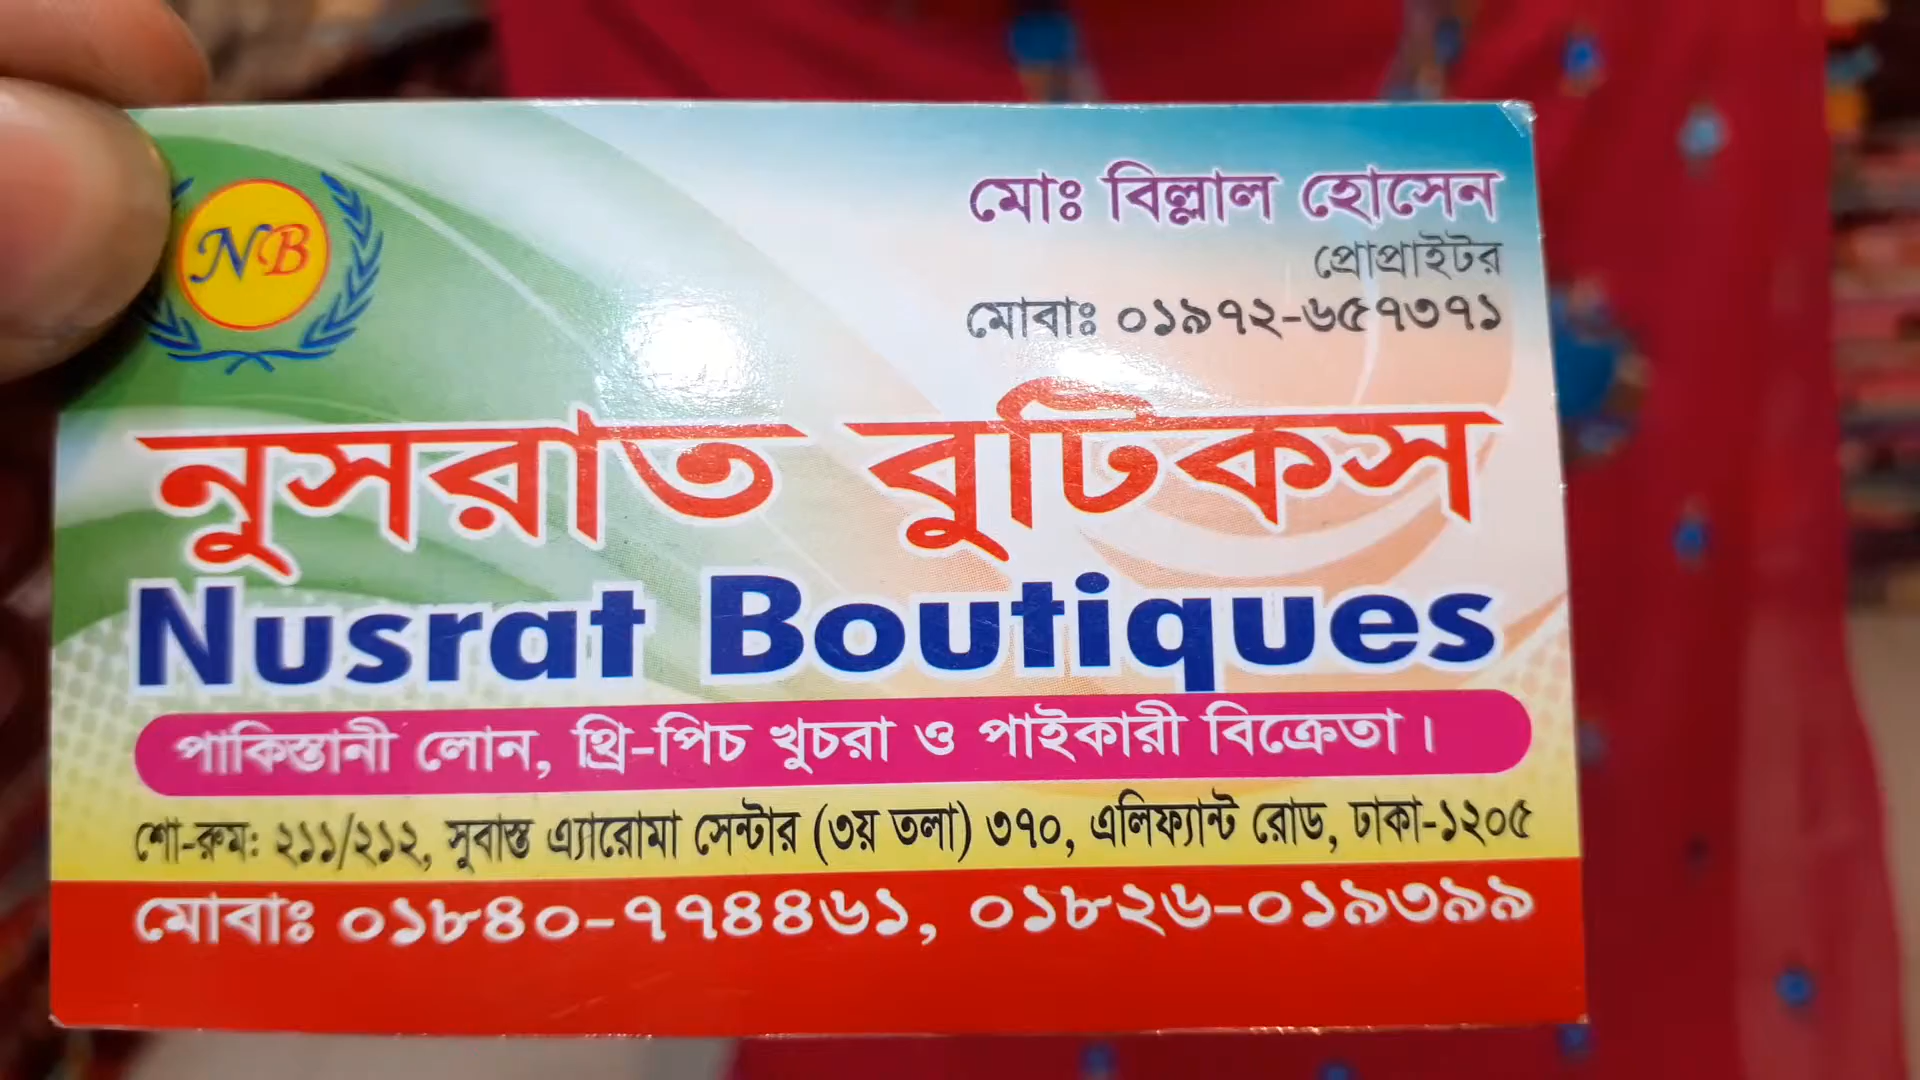 NB
মোঃ বিল্লাল হোসেন
প্রোপ্রাইটর
মোবাঃ ০১৯৭২-৬৫৭৩৭১
নুসরাত বুটিকস
Nusrat Boutiques
পাকিস্তানী লোন, থ্রি-পিচ খুচরা ও পাইকারী বিক্রেতা।
শো-রুম: ২১১/২১২, সুবাস্ত এ্যারোমা সেন্টার (৩য় তলা) ৩৭০, এলিফ্যান্ট রোড, ঢাকা-১২০৫
মোবাঃ ০১৮৪০-৭৭৪৪৬১, ০১৮২৬-০১৯৩৯৯